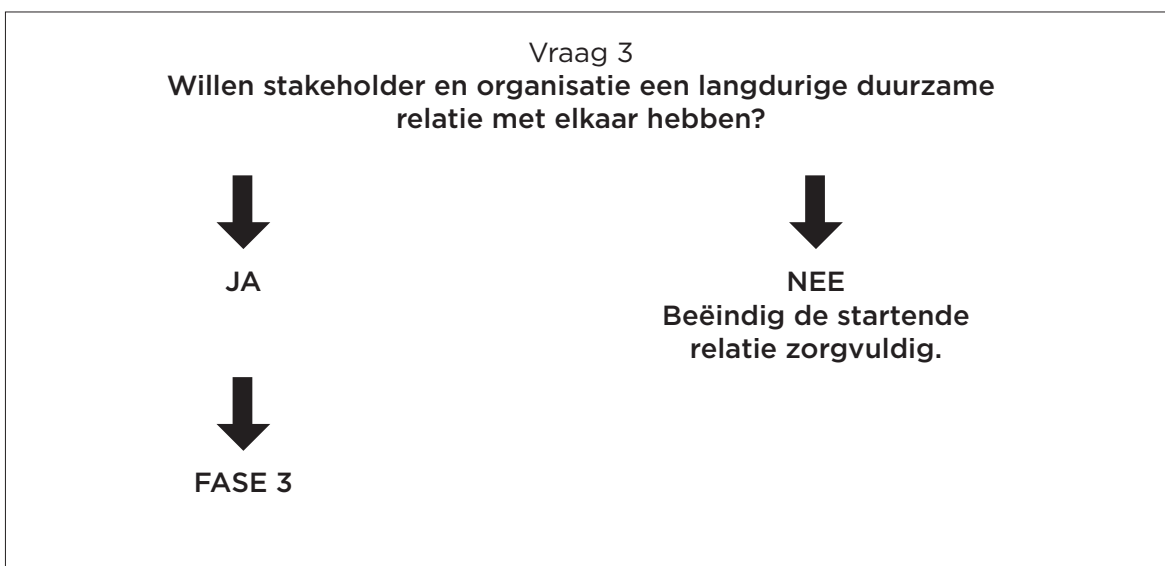 Vraag 3
Willen stakeholder en organisatie een langdurige duurzame
relatie met elkaar hebben?
JA
NEE
Beëindig de startende
relatie zorgvuldig.
FASE 3